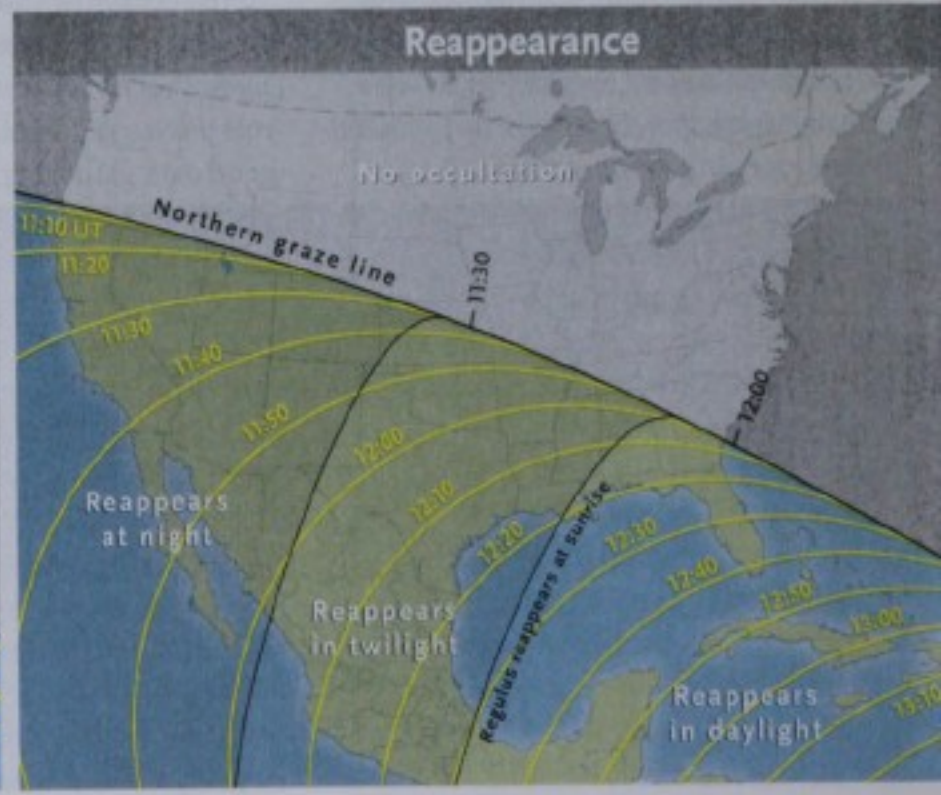 Reappearance
No occultation
Northern graze line
11:10 UT
11:20
11:30
11:30
11:40
11:50
12:00
12:00
12:10
12:20
12:30
12:40
12:50
13:00
13:10
Reappears
at night
Reappears
in twilight
Regulus reappears at sunrise
Reappears
in daylight